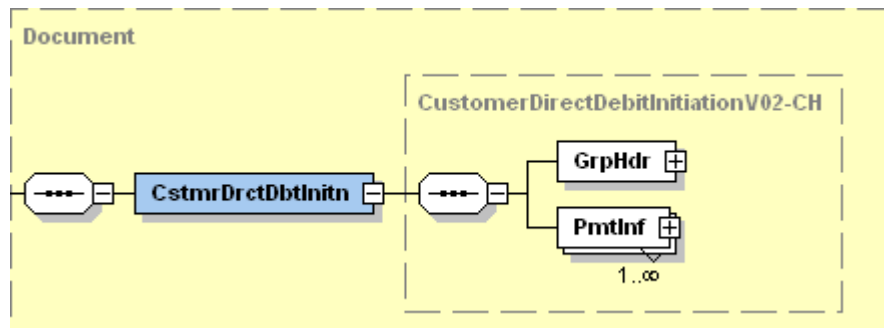 Document
CustomerDirectDebitInitiationV02-CH
GrpHdr
CstmrDrctDbtInitn
PmtInf
1..∞